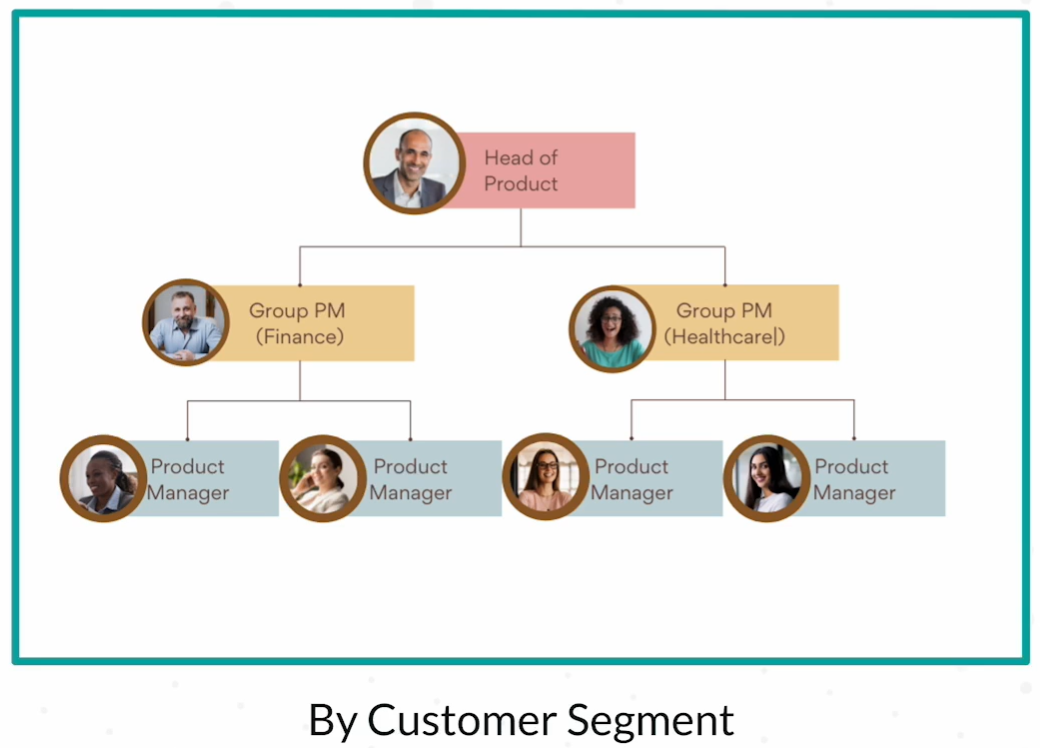 Head of
Product
Group PM
(Finance)
Group PM
(Healthcare|)
Product
Manager
Product
Manager
Product
Manager
Product
Manager
By Customer Segment